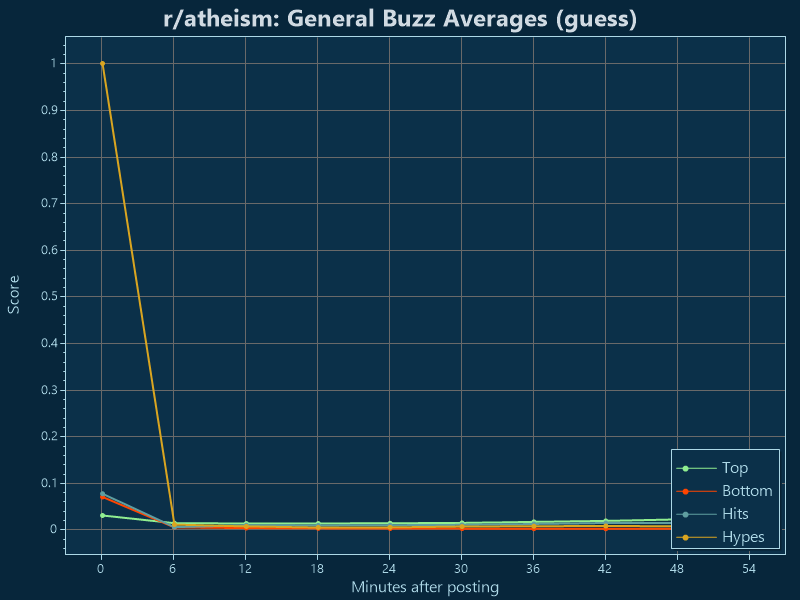 r/atheism: General Buzz Averages (guess)
1
0.9
0.8
0.7
0.6
0.5
0.4
0.3
0.2
0.1
0
Score
Top
Bottom
Hits
Hypes
0 6 12 18 24 30 36 42 48 54
Minutes after posting